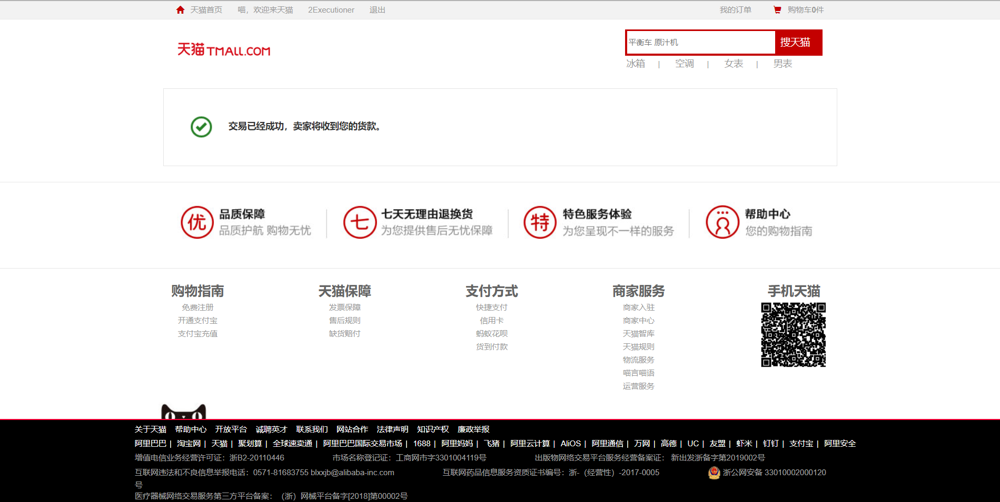 天猫首页 喵，欢迎来天猫 2Executioner 退出 我的订单 购物车0件
天猫 TMALL.COM
平衡车 原汁机 搜天猫
冰箱 | 空调 | 女表 | 男表
交易已经成功，卖家将收到您的货款。
优 品质保障 七 七天无理由退换货 特 特色服务体验 帮助中心
品质护航 购物无忧 为您提供售后无忧保障 为您呈现不一样的服务 您的购物指南
购物指南
免费注册
开通支付宝
支付宝充值
天猫保障
发票保障
售后规则
缺货赔付
支付方式
快捷支付
信用卡
蚂蚁花呗
货到付款
商家服务
商家入驻
商家中心
天猫智库
天猫规则
物流服务
喵言喵语
运营服务
手机天猫
关于天猫 帮助中心 开放平台 诚聘英才 联系我们 网站合作 法律声明 知识产权 廉政举报
阿里巴巴 | 淘宝网 | 天猫 | 聚划算 | 全球速卖通 | 阿里巴巴国际交易市场 | 1688 | 阿里妈妈 | 飞猪 | 阿里云计算 | AliOS | 阿里通信 | 万网 | 高德 | UC | 友盟 | 虾米 | 钉钉 | 支付宝 | 阿里安全
增值电信业务经营许可证：浙B2-20110446 市场名称登记证：工商网市字3301004119号 出版物网络交易平台服务经营备案证： 新出发浙备字第2019002号
互联网违法和不良信息举报电话：0571-81683755 blxxjb@alibaba-inc.com 互联网药品信息服务资质证书编号：浙-（经营性）-2017-0005 浙公网安备 33010002000120
号
医疗器械网络交易服务第三方平台备案：（浙）网械平台备字[2018]第00002号